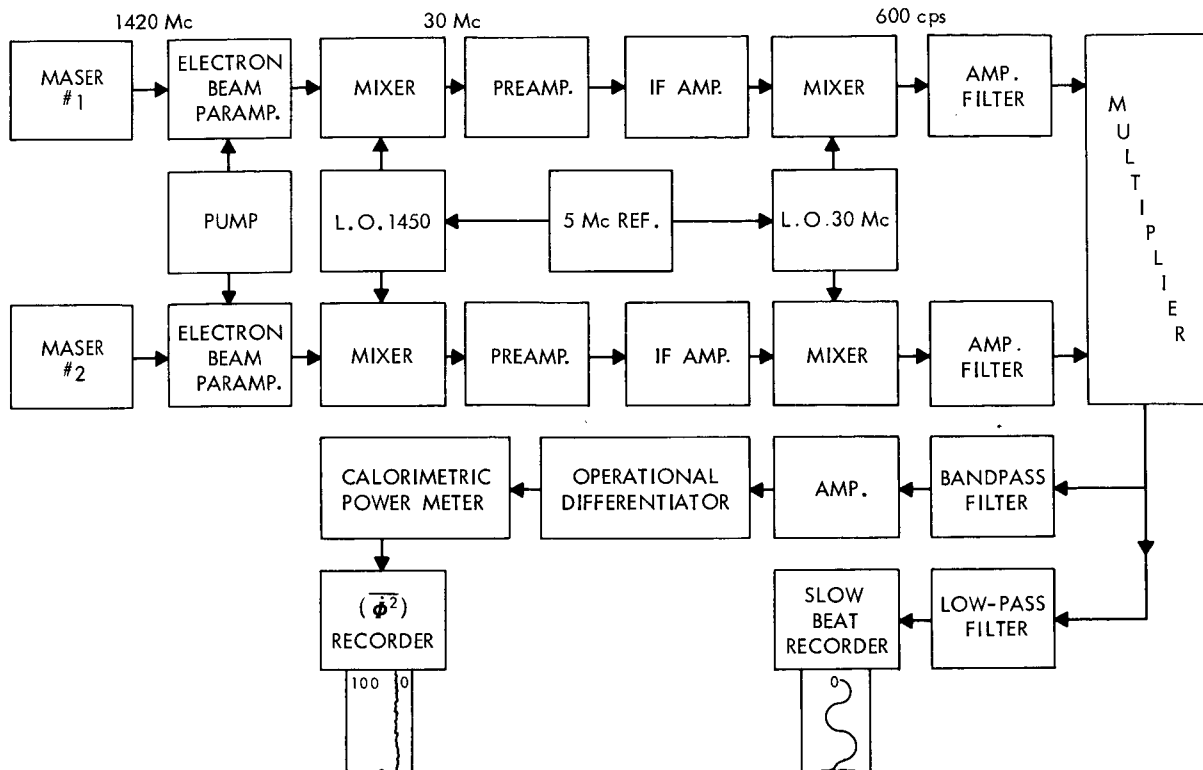 1420 Mc
30 Mc
600 cps
MASER
#1
ELECTRON
BEAM
PARAMP.
MIXER
PREAMP.
IF AMP.
MIXER
AMP.
FILTER
MULTIPLIER
PUMP
L.O.1450
5 Mc REF.
L.O.30 Mc
MASER
#2
ELECTRON
BEAM
PARAMP.
MIXER
PREAMP.
IF AMP.
MIXER
AMP.
FILTER
CALORIMETRIC
POWER METER
OPERATIONAL
DIFFERENTIATOR
AMP.
BANDPASS
FILTER
(φ̇²)
RECORDER
100 0
SLOW
BEAT
RECORDER
0
LOW-PASS
FILTER